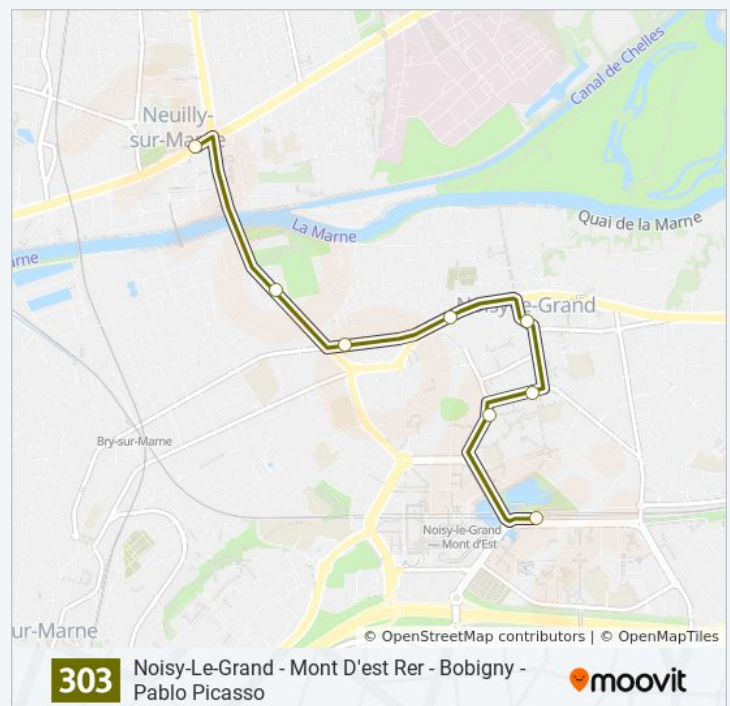 Neuilly-
sur-Marne
Canal de Chelles
Quai de la Marne
La Marne
arne
Noisy-le-Grand
Bry-sur-Marne
Noisy-le-Grand
— Mont d'Est
ur-Marne
© OpenStreetMap contributors | © OpenMapTiles
303
Noisy-Le-Grand - Mont D'est Rer - Bobigny -
Pablo Picasso
moovit